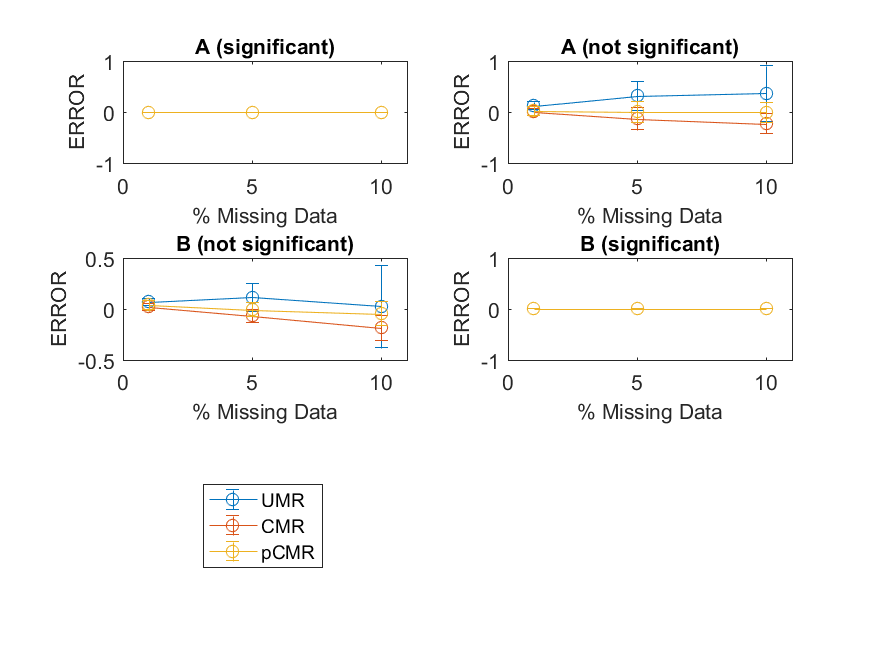 A (significant)
1
0
-1
ERROR
0 5 10
% Missing Data
A (not significant)
1
0
-1
ERROR
0 5 10
% Missing Data
B (not significant)
0.5
0
-0.5
ERROR
0 5 10
% Missing Data
B (significant)
1
0
-1
ERROR
0 5 10
% Missing Data
UMR
CMR
pCMR